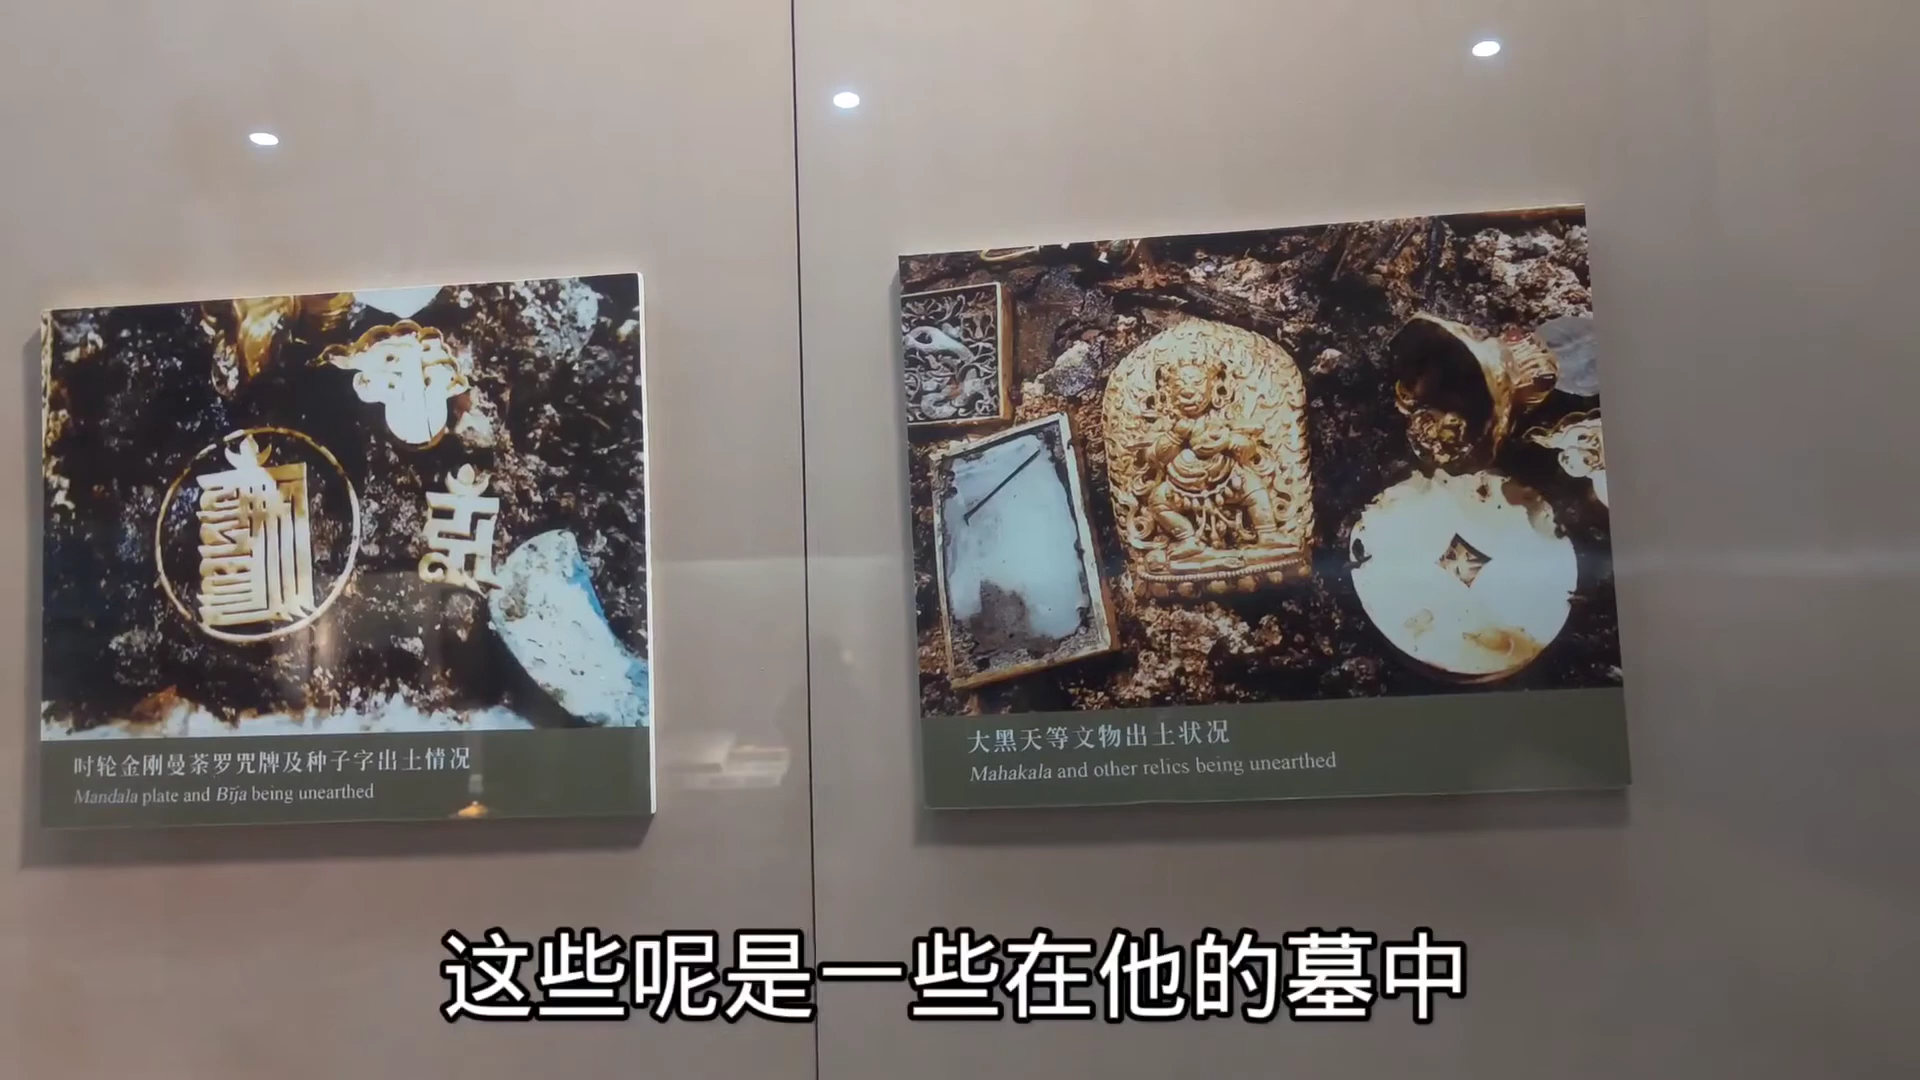 时轮金刚曼荼罗咒牌及种子字出土情况
Mandala plate and Bīja being unearthed
大黑天等文物出土状况
Mahakala and other relics being unearthed
这些呢是一些在他的墓中